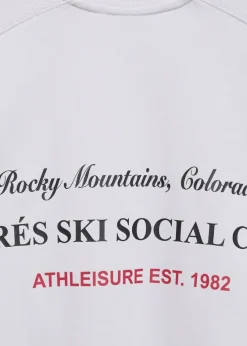 Rocky Mountains, Colorad
RÉS SKI SOCIAL C
ATHLEISURE EST. 1982